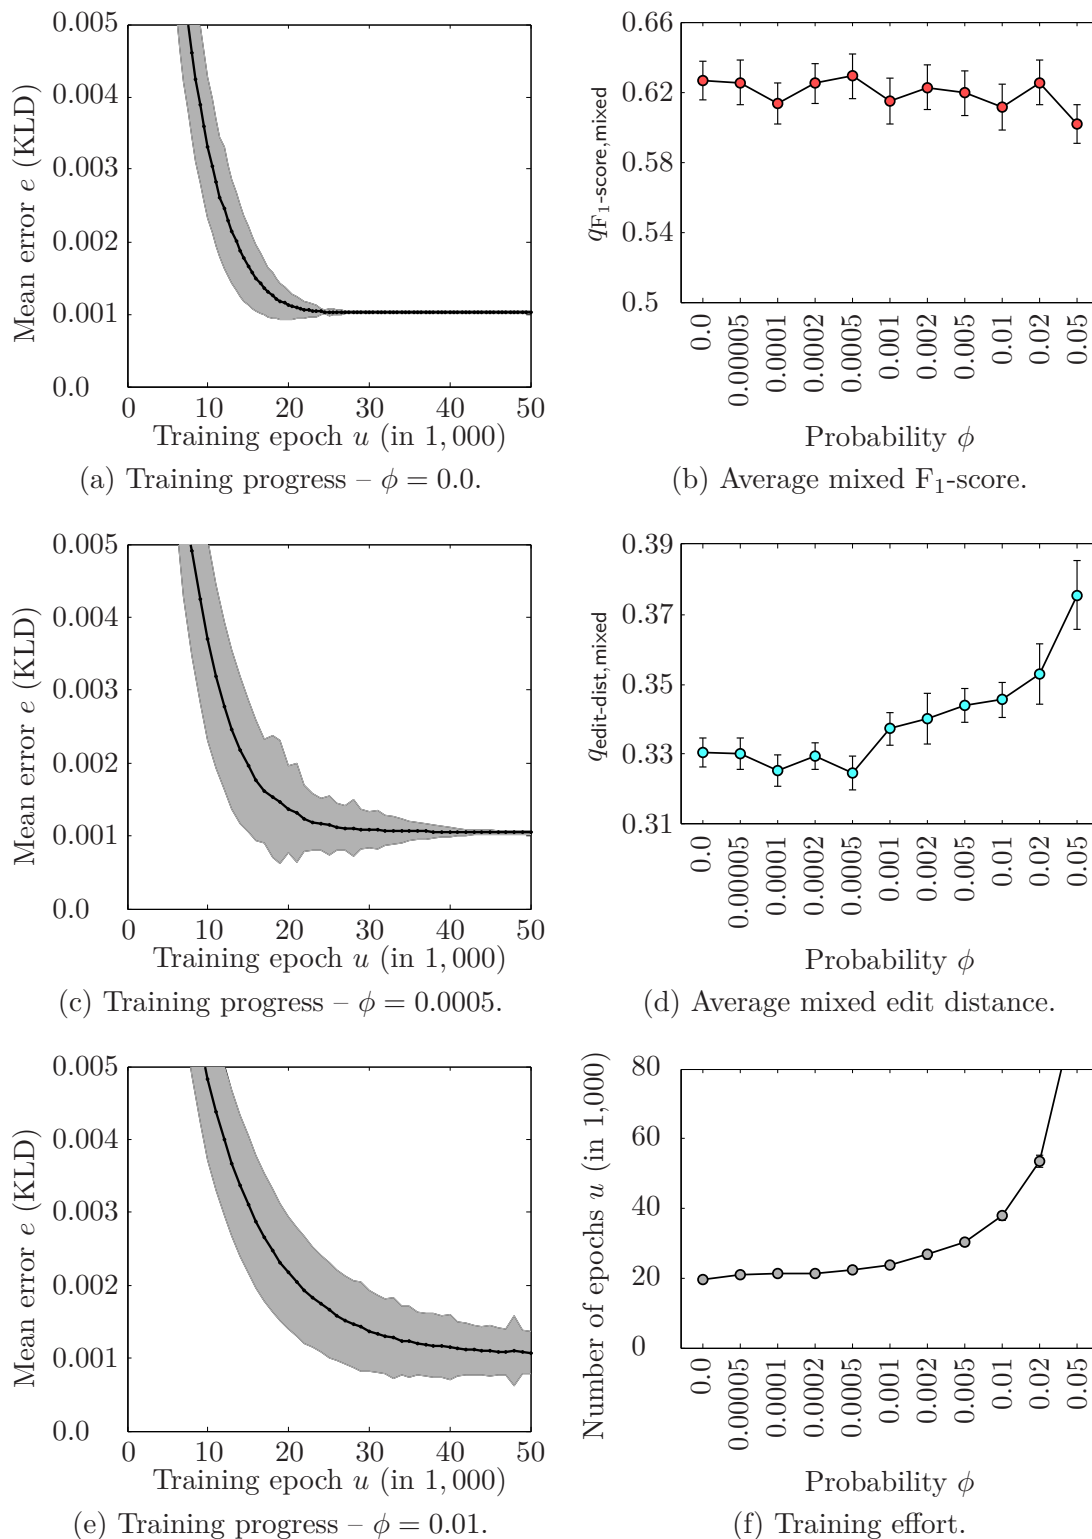 0.005
0.004
0.003
0.002
0.001
0.0
Mean error e (KLD)
0 10 20 30 40 50
Training epoch u (in 1,000)
(a) Training progress – ϕ = 0.0.
0.66
0.62
0.58
0.54
0.5
q_F₁-score,mixed
0.0 0.00005 0.0001 0.0002 0.0005 0.001 0.002 0.005 0.01 0.02 0.05
Probability ϕ
(b) Average mixed F₁-score.
0.005
0.004
0.003
0.002
0.001
0.0
Mean error e (KLD)
0 10 20 30 40 50
Training epoch u (in 1,000)
(c) Training progress – ϕ = 0.0005.
0.39
0.37
0.35
0.33
0.31
q_edit-dist,mixed
0.0 0.00005 0.0001 0.0002 0.0005 0.001 0.002 0.005 0.01 0.02 0.05
Probability ϕ
(d) Average mixed edit distance.
0.005
0.004
0.003
0.002
0.001
0.0
Mean error e (KLD)
0 10 20 30 40 50
Training epoch u (in 1,000)
(e) Training progress – ϕ = 0.01.
80
60
40
20
0
Number of epochs u (in 1,000)
0.0 0.00005 0.0001 0.0002 0.0005 0.001 0.002 0.005 0.01 0.02 0.05
Probability ϕ
(f) Training effort.